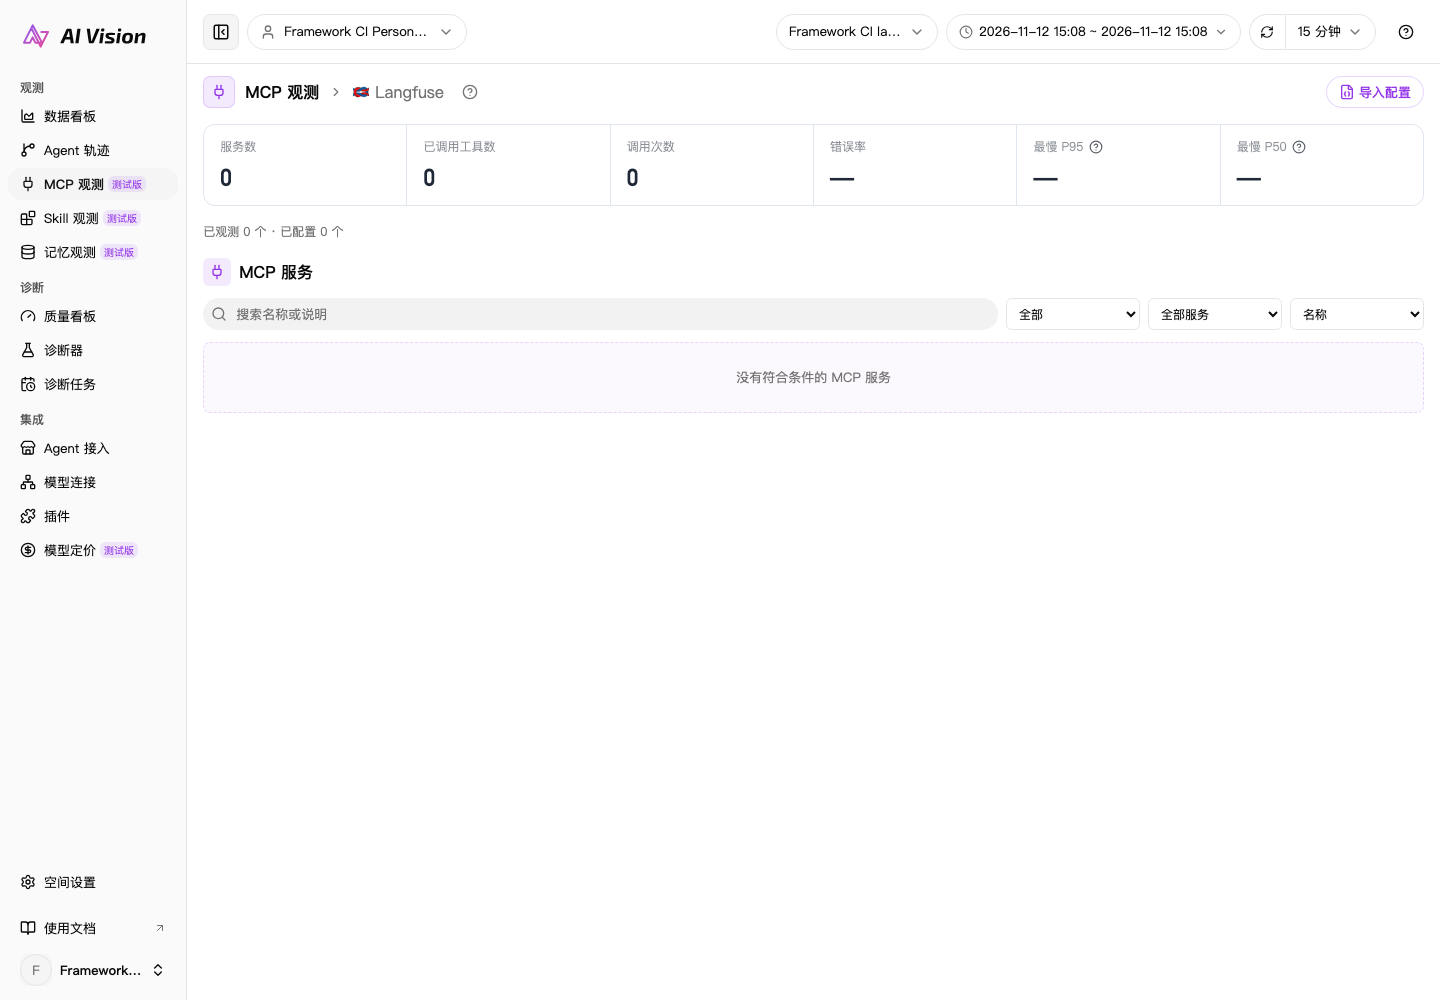 AI Vision
观测
数据看板
Agent 轨迹
MCP 观测 测试版
Skill 观测 测试版
记忆观测 测试版
诊断
质量看板
诊断器
诊断任务
集成
Agent 接入
模型连接
插件
模型定价 测试版
空间设置
使用文档
F Framework...
Framework CI Person...
Framework CI la...
2026-11-12 15:08 ~ 2026-11-12 15:08
15 分钟
MCP 观测 > Langfuse
导入配置
服务数
0
已调用工具数
0
调用次数
0
错误率
—
最慢 P95
—
最慢 P50
—
已观测 0 个 · 已配置 0 个
MCP 服务
搜索名称或说明
全部
全部服务
名称
没有符合条件的 MCP 服务